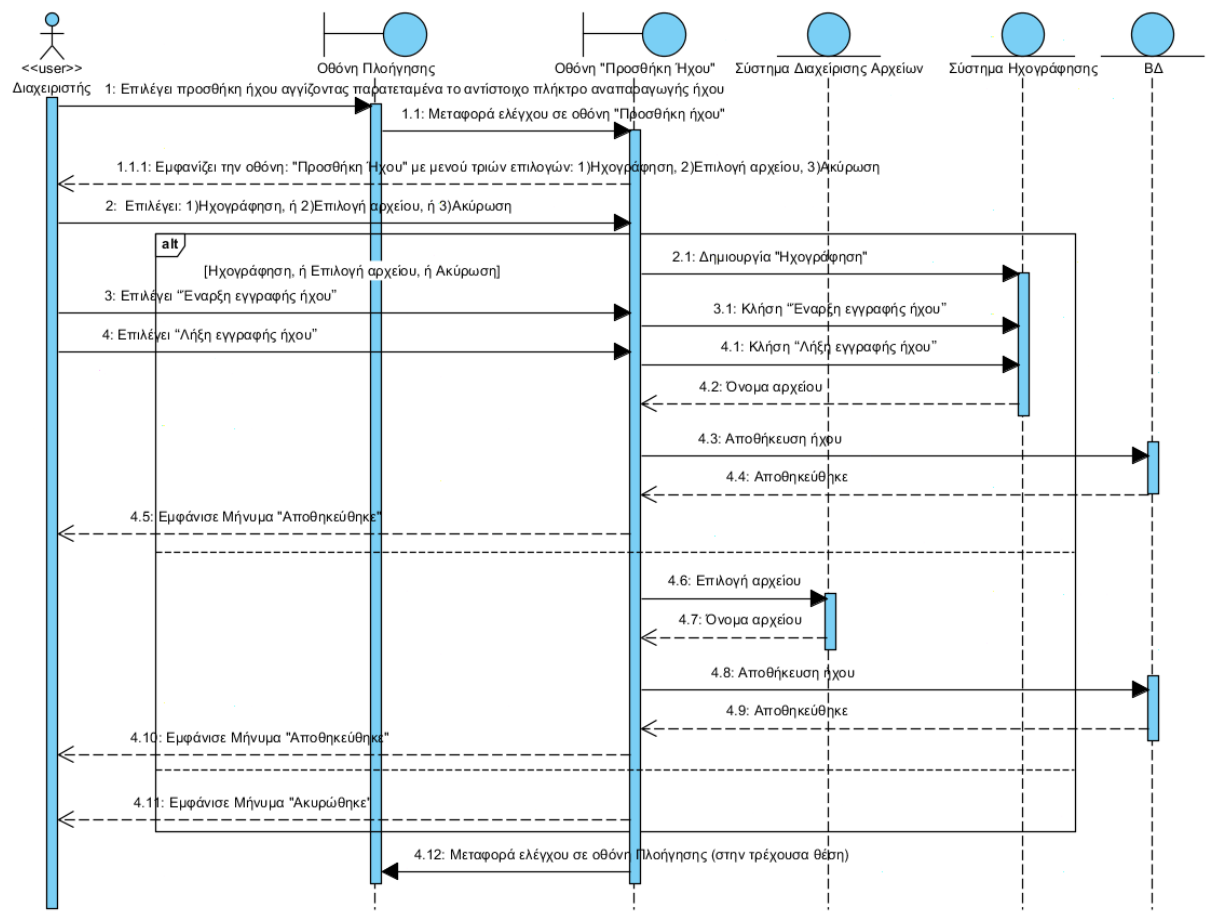 <<user>>
Διαχειριστής
Οθόνη Πλοήγησης
Οθόνη "Προσθήκη Ήχου"
Σύστημα Διαχείρισης Αρχείων
Σύστημα Ηχογράφησης
ΒΔ
1: Επιλέγει προσθήκη ήχου αγγίζοντας παρατεταμένα το αντίστοιχο πλήκτρο αναπαραγωγής ήχου
1.1: Μεταφορά ελέγχου σε οθόνη "Προσθήκη ήχου"
1.1.1: Εμφανίζει την οθόνη: "Προσθήκη Ήχου" με μενού τριών επιλογών: 1)Ηχογράφηση, 2)Επιλογή αρχείου, 3)Ακύρωση
2: Επιλέγει: 1)Ηχογράφηση, ή 2)Επιλογή αρχείου, ή 3)Ακύρωση
alt
2.1: Δημιουργία "Ηχογράφηση"
[Ηχογράφηση, ή Επιλογή αρχείου, ή Ακύρωση]
3: Επιλέγει “Έναρξη εγγραφής ήχου”
3.1: Κλήση “Έναρξη εγγραφής ήχου”
4: Επιλέγει “Λήξη εγγραφής ήχου”
4.1: Κλήση “Λήξη εγγραφής ήχου”
4.2: Όνομα αρχείου
4.3: Αποθήκευση ήχου
4.4: Αποθηκεύθηκε
4.5: Εμφάνισε Μήνυμα "Αποθηκεύθηκε"
4.6: Επιλογή αρχείου
4.7: Όνομα αρχείου
4.8: Αποθήκευση ήχου
4.9: Αποθηκεύθηκε
4.10: Εμφάνισε Μήνυμα "Αποθηκεύθηκε"
4.11: Εμφάνισε Μήνυμα "Ακυρώθηκε"
4.12: Μεταφορά ελέγχου σε οθόνη Πλοήγησης (στην τρέχουσα θέση)